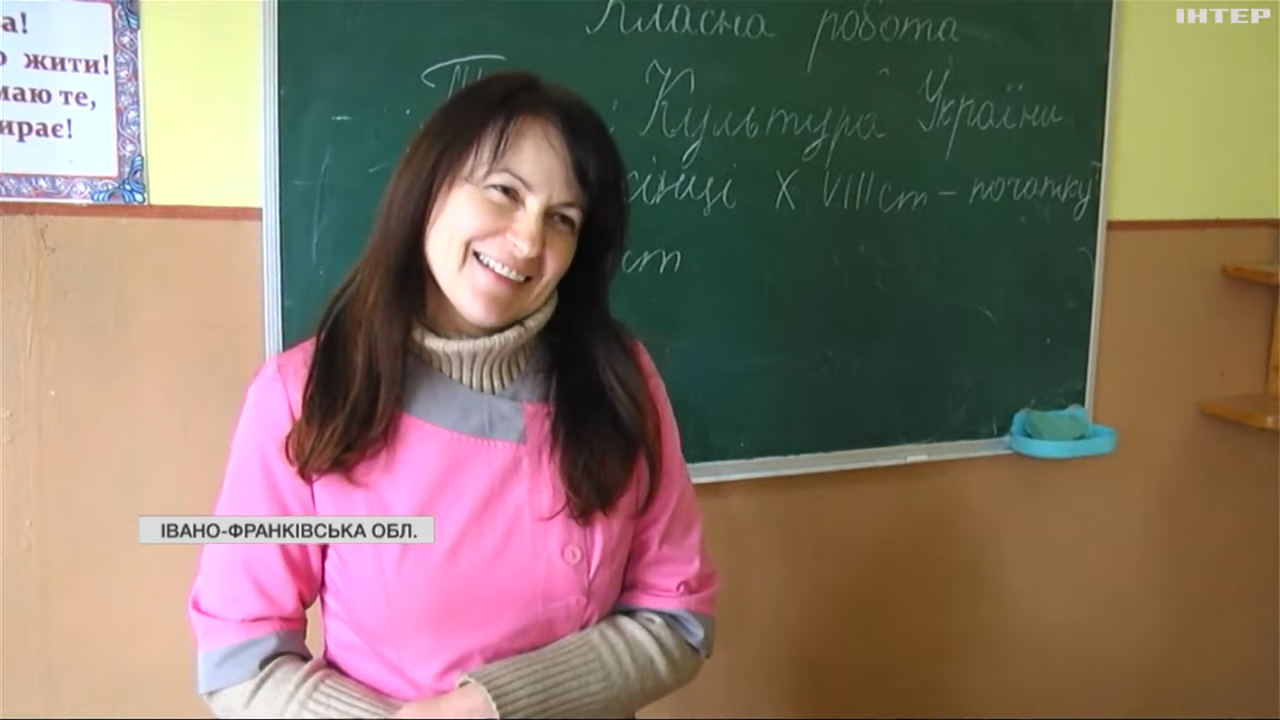 ІНТЕР
а!
о жити!
маю те,
ирає!
Класна робота
Культура України
кінці XVIII ст - початку
ст
ІВАНО-ФРАНКІВСЬКА ОБЛ.